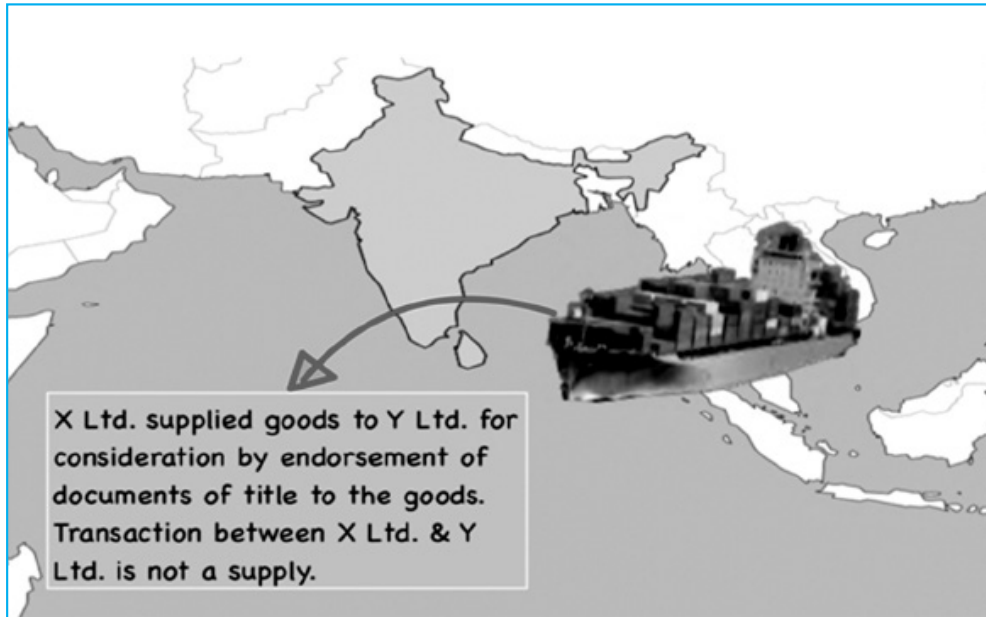 X Ltd. supplied goods to Y Ltd. for
consideration by endorsement of
documents of title to the goods.
Transaction between X Ltd. & Y
Ltd. is not a supply.